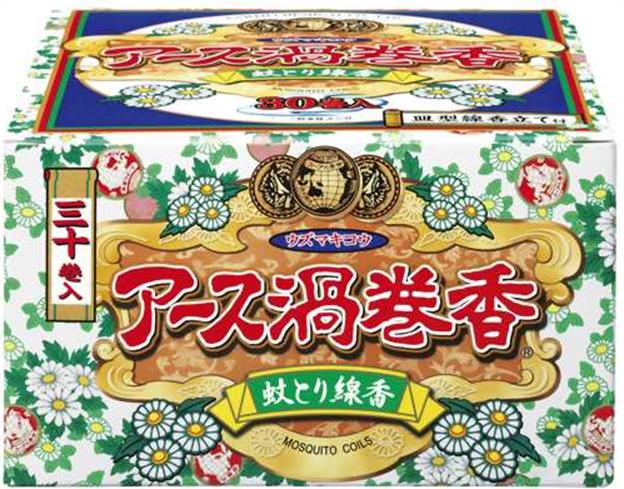 アース渦巻香
蚊とり線香
MOSQUITO COILS
30巻入
皿型線香立て付
三十巻入
ウズマキコウ
アース渦巻香®
蚊とり線香
MOSQUITO COILS